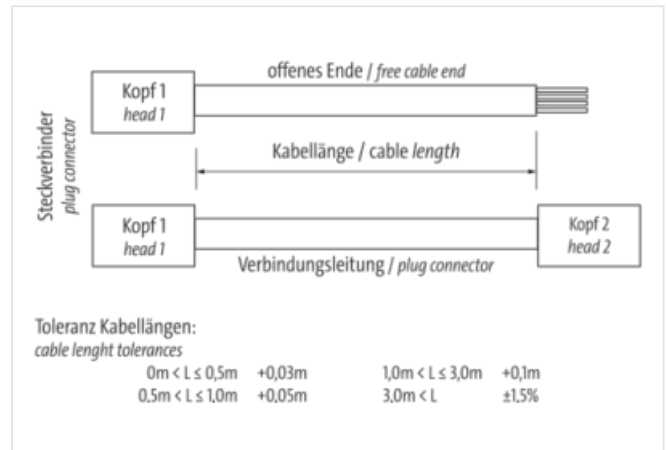 offenes Ende / free cable end
Kopf 1
head 1
Steckverbinder
plug connector
Kabellänge / cable length
Kopf 1
head 1
Kopf 2
head 2
Verbindungsleitung / plug connector
Toleranz Kabellängen:
cable lenght tolerances
0m < L ≤ 0,5m +0,03m 1,0m < L ≤ 3,0m +0,1m
0,5m < L ≤ 1,0m +0,05m 3,0m < L ±1,5%